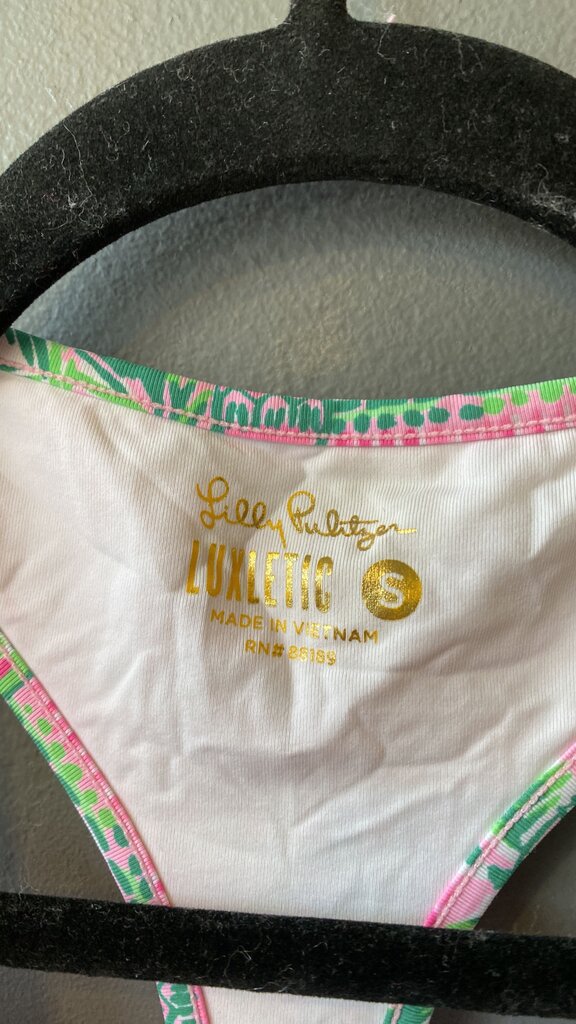 Lilly Pulitzer
LUXLETIC S
MADE IN VIETNAM
RN# 88189